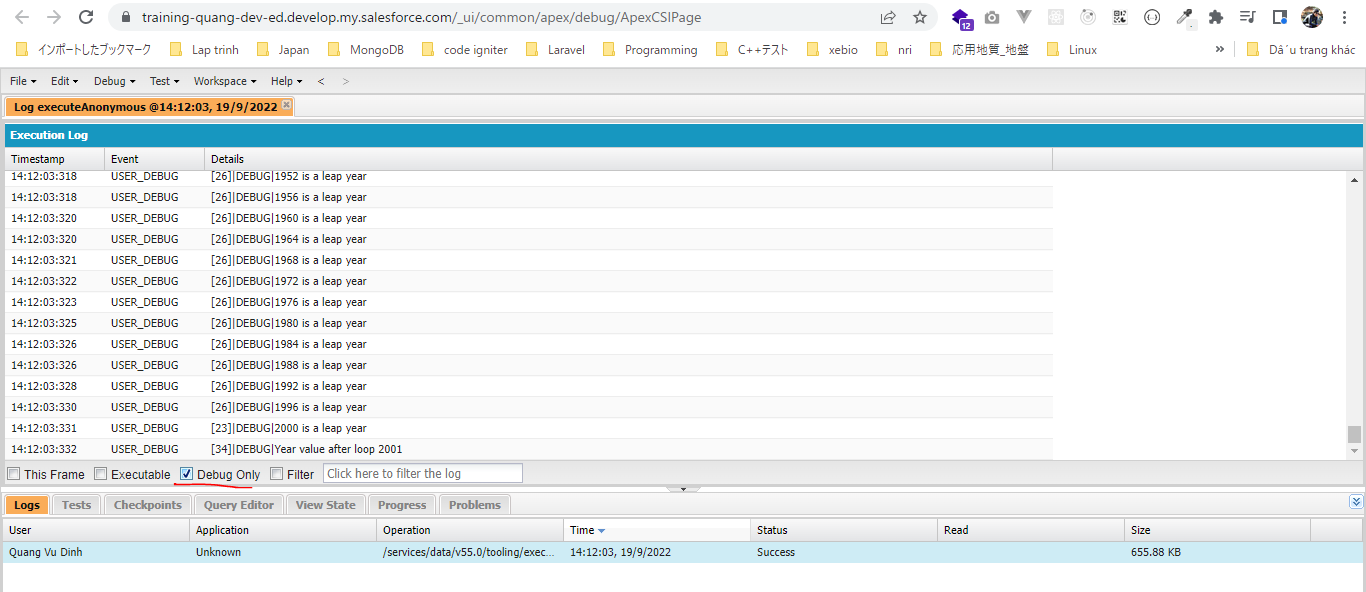 training-quang-dev-ed.develop.my.salesforce.com/_ui/common/apex/debug/ApexCSIPage
12
インポートしたブックマーク Lap trinh Japan MongoDB code igniter Laravel Programming C++テスト xebio nri 応用地質_地盤 Linux » Dấu trang khác
File Edit Debug Test Workspace Help < >
Log executeAnonymous @14:12:03, 19/9/2022
Execution Log
Timestamp Event Details
14:12:03:318 USER_DEBUG [26]|DEBUG|1952 is a leap year
14:12:03:318 USER_DEBUG [26]|DEBUG|1956 is a leap year
14:12:03:320 USER_DEBUG [26]|DEBUG|1960 is a leap year
14:12:03:320 USER_DEBUG [26]|DEBUG|1964 is a leap year
14:12:03:321 USER_DEBUG [26]|DEBUG|1968 is a leap year
14:12:03:322 USER_DEBUG [26]|DEBUG|1972 is a leap year
14:12:03:323 USER_DEBUG [26]|DEBUG|1976 is a leap year
14:12:03:325 USER_DEBUG [26]|DEBUG|1980 is a leap year
14:12:03:326 USER_DEBUG [26]|DEBUG|1984 is a leap year
14:12:03:326 USER_DEBUG [26]|DEBUG|1988 is a leap year
14:12:03:328 USER_DEBUG [26]|DEBUG|1992 is a leap year
14:12:03:330 USER_DEBUG [26]|DEBUG|1996 is a leap year
14:12:03:331 USER_DEBUG [23]|DEBUG|2000 is a leap year
14:12:03:332 USER_DEBUG [34]|DEBUG|Year value after loop 2001
This Frame Executable Debug Only Filter Click here to filter the log
Logs Tests Checkpoints Query Editor View State Progress Problems
User Application Operation Time Status Read Size
Quang Vu Dinh Unknown /services/data/v55.0/tooling/exec... 14:12:03, 19/9/2022 Success 655.88 KB